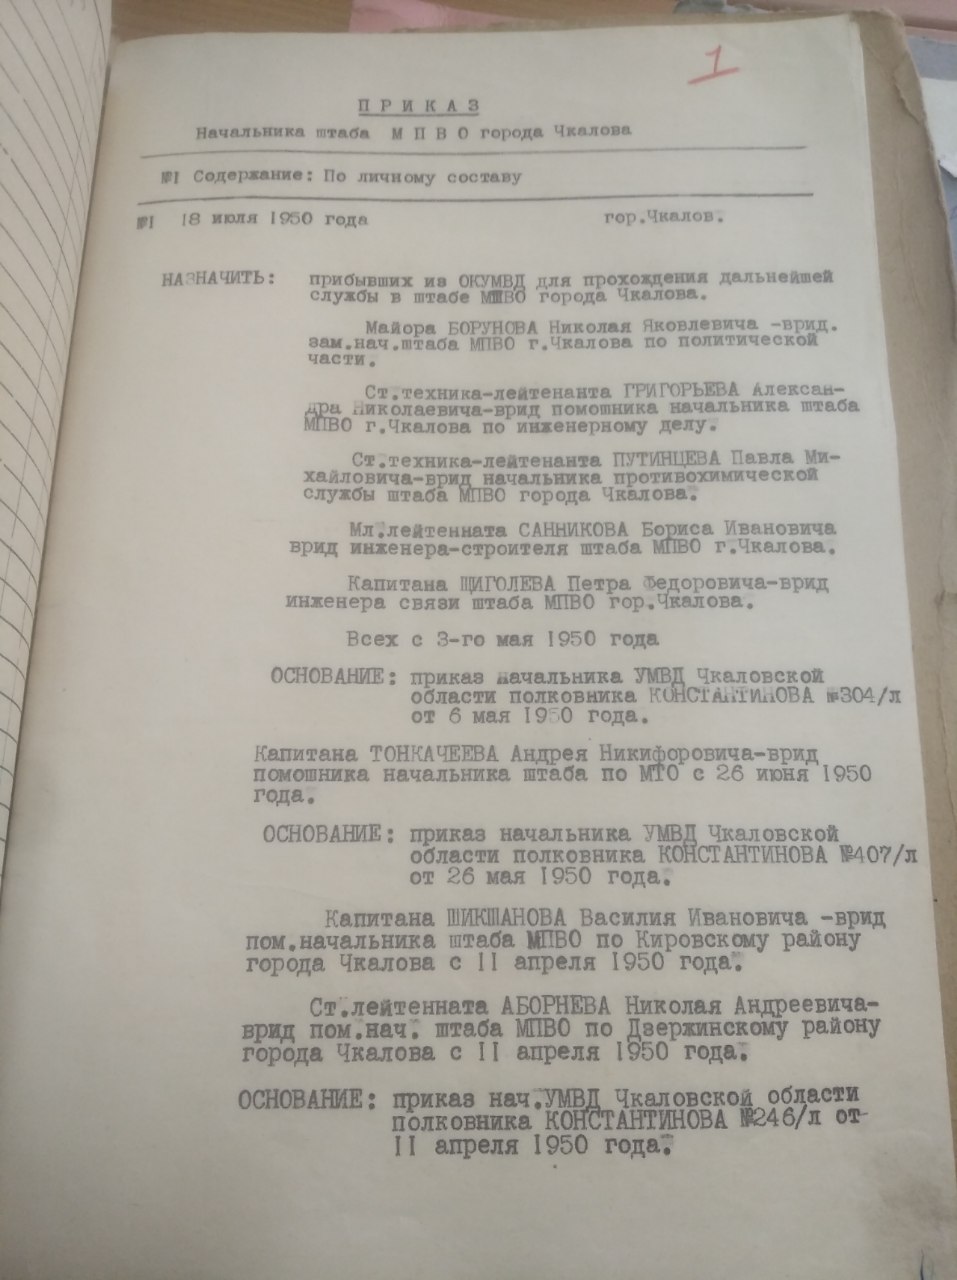 1
ПРИКАЗ
Начальника штаба МПВО города Чкалова
№1 Содержание: По личному составу
№1 18 июля 1950 года гор.Чкалов.
НАЗНАЧИТЬ: прибывших из ОКУМВД для прохождения дальнейшей
службы в штабе МПВО города Чкалова.
Майора БОРУНОВА Николая Яковлевича -врид.
зам.нач.штаба МПВО г.Чкалова по политической
части.
Ст.техника-лейтенанта ГРИГОРЬЕВА Алексан-
дра Николаевича-врид помошника начальника штаба
МПВО г.Чкалова по инженерному делу.
Ст.техника-лейтенанта ПУТИНЦЕВА Павла Ми-
хайловича-врид начальника противохимической
службы штаба МПВО города Чкалова.
Мл.лейтенната САННИКОВА Бориса Ивановича
врид инженера-строителя штаба МПВО г.Чкалова.
Капитана ЩИГОЛЕВА Петра Федоровича-врид
инженера связи штаба МПВО гор.Чкалова.
Всех с 3-го мая 1950 года
ОСНОВАНИЕ: приказ начальника УМВД Чкаловской
области полковника КОНСТАНТИНОВА №304/л
от 6 мая 1950 года.
Капитана ТОНКАЧЕЕВА Андрея Никифоровича-врид
помошника начальника штаба по МТО с 26 июня 1950
года.
ОСНОВАНИЕ: приказ начальника УМВД Чкаловской
области полковника КОНСТАНТИНОВА №407/л
от 26 мая 1950 года.
Капитана ШИКШАНОВА Василия Ивановича -врид
пом.начальника штаба МПВО по Кировскому району
города Чкалова с 11 апреля 1950 года.
Ст.лейтенната АБОРНЕВА Николая Андреевича-
врид пом.нач. штаба МПВО по Дзержинскому району
города Чкалова с 11 апреля 1950 года.
ОСНОВАНИЕ: приказ нач.УМВД Чкаловской области
полковника КОНСТАНТИНОВА №246/л от
11 апреля 1950 года.